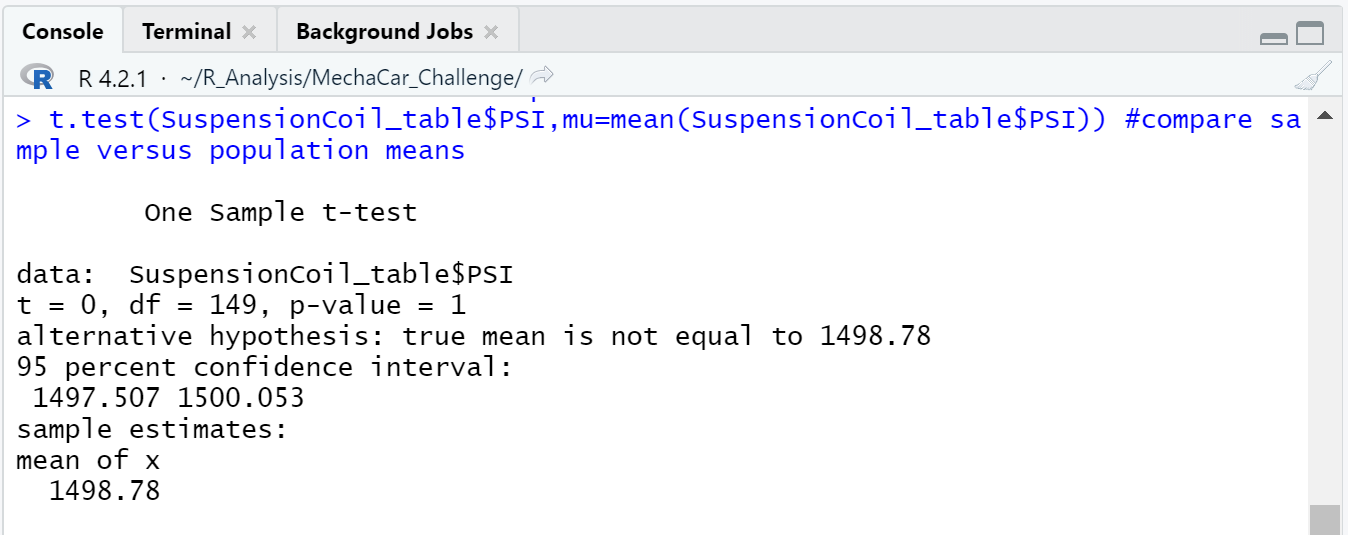 Console Terminal Background Jobs
R R 4.2.1 · ~/R_Analysis/MechaCar_Challenge/
> t.test(SuspensionCoil_table$PSI,mu=mean(SuspensionCoil_table$PSI)) #compare sa
mple versus population means
One Sample t-test
data:  SuspensionCoil_table$PSI
t = 0, df = 149, p-value = 1
alternative hypothesis: true mean is not equal to 1498.78
95 percent confidence interval:
1497.507 1500.053
sample estimates:
mean of x
1498.78